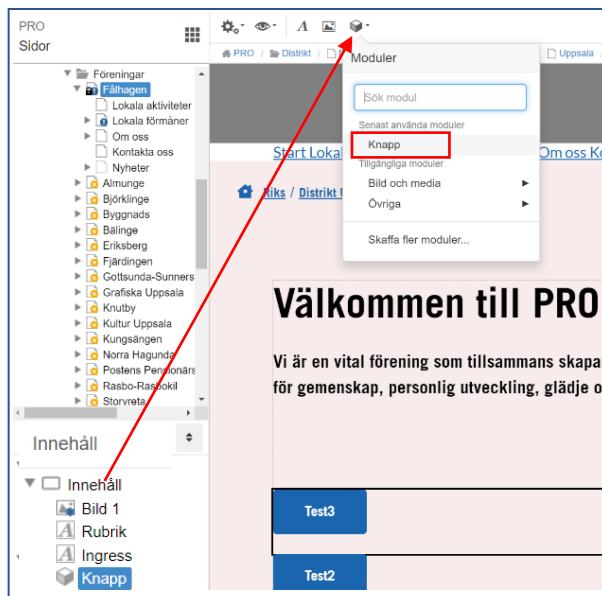 PRO
Sidor
Föreningar
Fålhagen
Lokala aktiviteter
Lokala förmåner
Om oss
Kontakta oss
Nyheter
Almunge
Björklinge
Byggnads
Bälinge
Eriksberg
Fjärdingen
Gottsunda-Sunners
Grafiska Uppsala
Knutby
Kultur Uppsala
Kungsängen
Norra Hagunda
Postens Pensionärs
Rasbo-Rasbokil
Storvreta
Innehåll
Innehåll
Bild 1
A Rubrik
A Ingress
Knapp
A
PRO / Distrikt / Uppsala /
Moduler
Sök modul
Senast använda moduler
Knapp
Tillgängliga moduler
Bild och media
Övriga
Skaffa fler moduler...
Start Lokal Om oss Ko
Riks / Distrikt U
Välkommen till PRO
Vi är en vital förening som tillsammans skapa
för gemenskap, personlig utveckling, glädje o
Test3
Test2